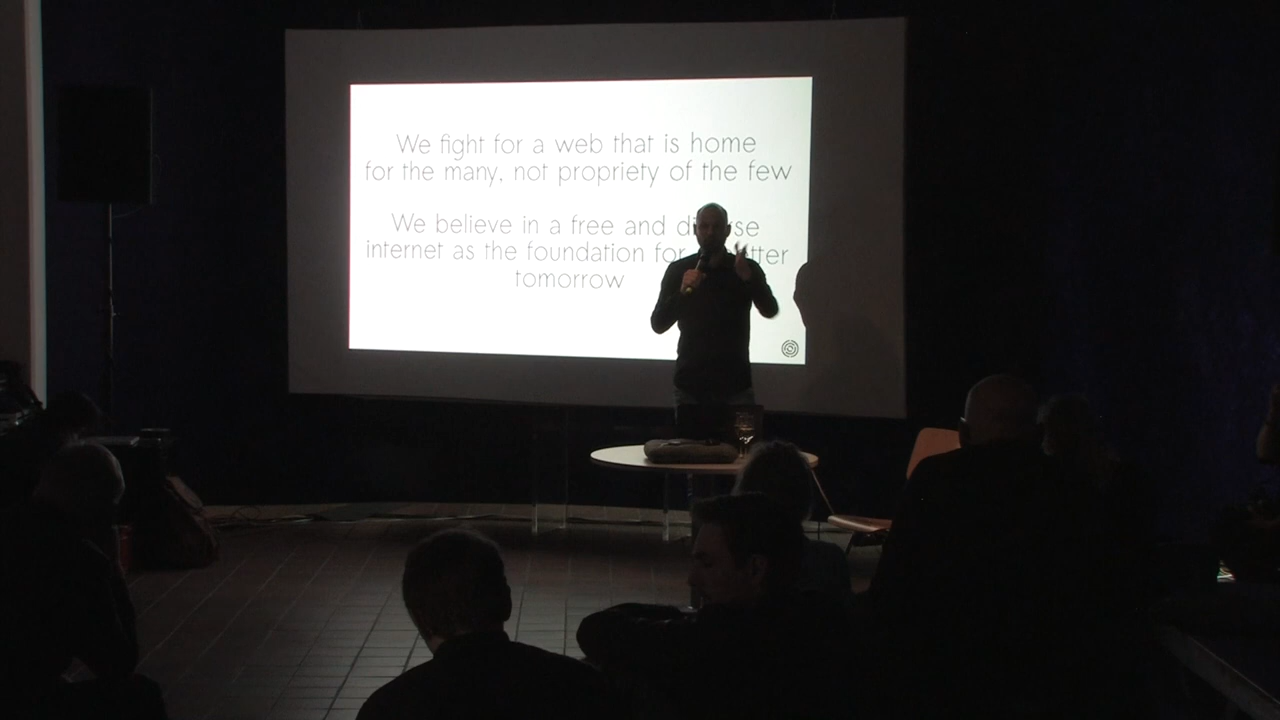 We fight for a web that is home
for the many, not propriety of the few
We believe in a free and
internet as the foundation for
tomorrow